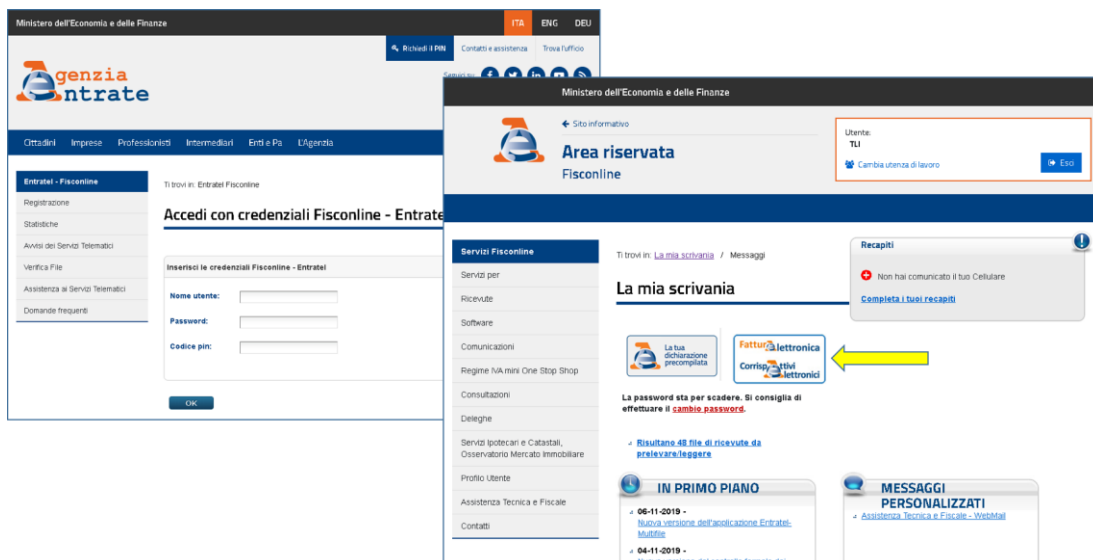 Ministero dell'Economia e delle Finanze
ITA ENG DEU
Richiedi il PIN Contatti e assistenza Trova l'ufficio
Agenzia
Entrate
Seguici su
Cittadini Imprese Professionisti Intermediari Enti e Pa L'Agenzia
Entratel - Fisconline
Registrazione
Statistiche
Avvisi dei Servizi Telematici
Verifica File
Assistenza ai Servizi Telematici
Domande frequenti
Ti trovi in: Entratel Fisconline
Accedi con credenziali Fisconline - Entrate
Inserisci le credenziali Fisconline - Entratel
Nome utente:
Password:
Codice pin:
OK
Ministero dell'Economia e delle Finanze
Sito informativo
Area riservata
Fisconline
Utente:
TLI
Cambia utenza di lavoro
Esci
Servizi Fisconline
Servizi per
Ricevute
Software
Comunicazioni
Regime IVA mini One Stop Shop
Consultazioni
Deleghe
Servizi Ipotecari e Catastali,
Osservatorio Mercato Immobiliare
Profilo Utente
Assistenza Tecnica e Fiscale
Contatti
Ti trovi in: La mia scrivania / Messaggi
La mia scrivania
Recapiti
Non hai comunicato il tuo Cellulare
Completa i tuoi recapiti
La tua
dichiarazione
precompilata
Fattura elettronica
Corrispettivi
elettronici
La password sta per scadere. Si consiglia di
effettuare il cambio password.
Risultano 48 file di ricevute da
prelevare/leggere
IN PRIMO PIANO
06-11-2019 -
Nuova versione dell'applicazione Entratel-
Multifile
04-11-2019 -
MESSAGGI
PERSONALIZZATI
Assistenza Tecnica e Fiscale - WebMail